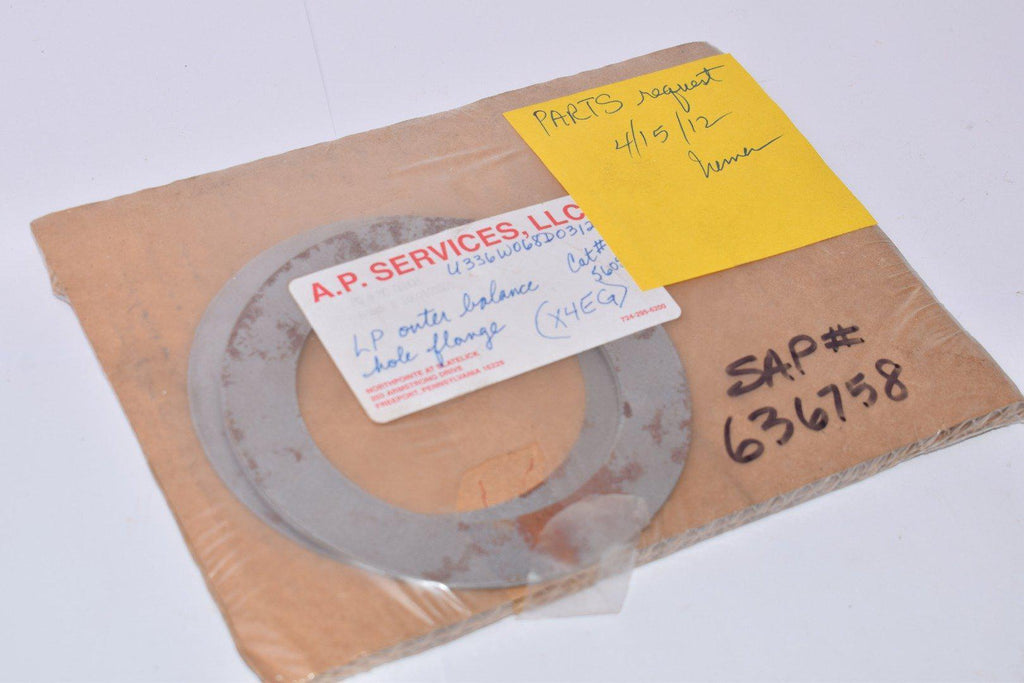 PARTS request
4/15/12
A.P. SERVICES, LLC
U336W068D0312
LP outer balance
hole flange
Cat#
(X4EG)
NORTHPOINTE AT SLATELICK
203 ARMSTRONG DRIVE
FREEPORT, PENNSYLVANIA 16229
724-295-6200
SAP#
636758